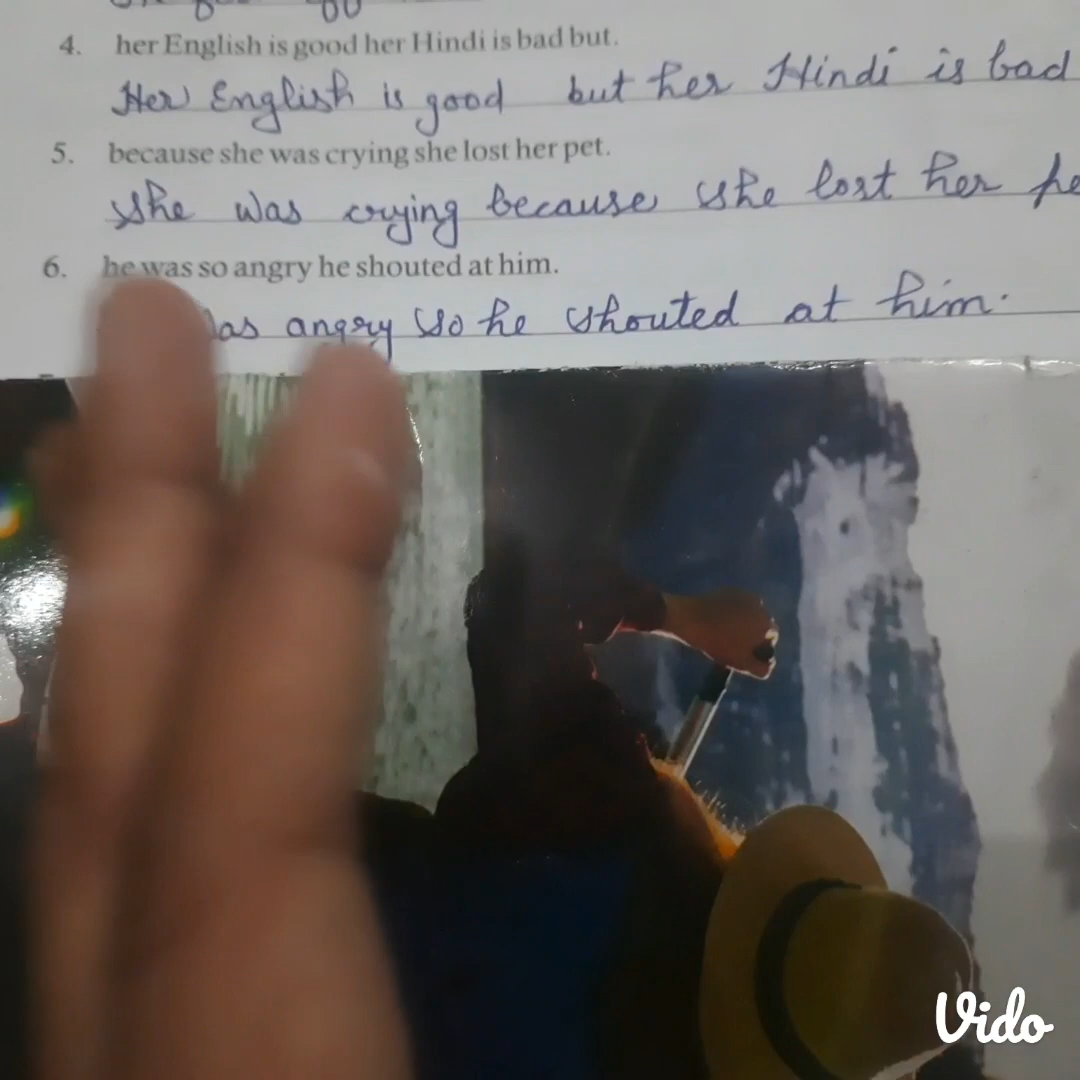 4. her English is good her Hindi is bad but.
Her English is good but her Hindi is bad
5. because she was crying she lost her pet.
She was crying because she lost her pe
6. he was so angry he shouted at him.
as angry so he shouted at him.
Vido